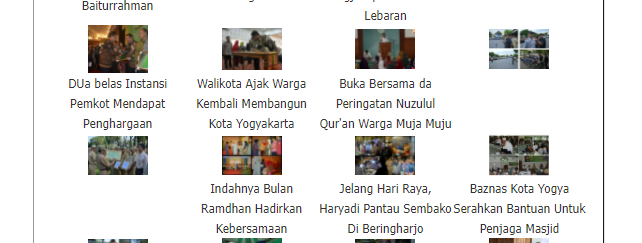 Baiturrahman
Lebaran
DUa belas Instansi
Pemkot Mendapat
Penghargaan
Walikota Ajak Warga
Kembali Membangun
Kota Yogyakarta
Buka Bersama da
Peringatan Nuzulul
Qur'an Warga Muja Muju
Indahnya Bulan
Ramdhan Hadirkan
Kebersamaan
Jelang Hari Raya,
Haryadi Pantau Sembako
Di Beringharjo
Baznas Kota Yogya
Serahkan Bantuan Untuk
Penjaga Masjid